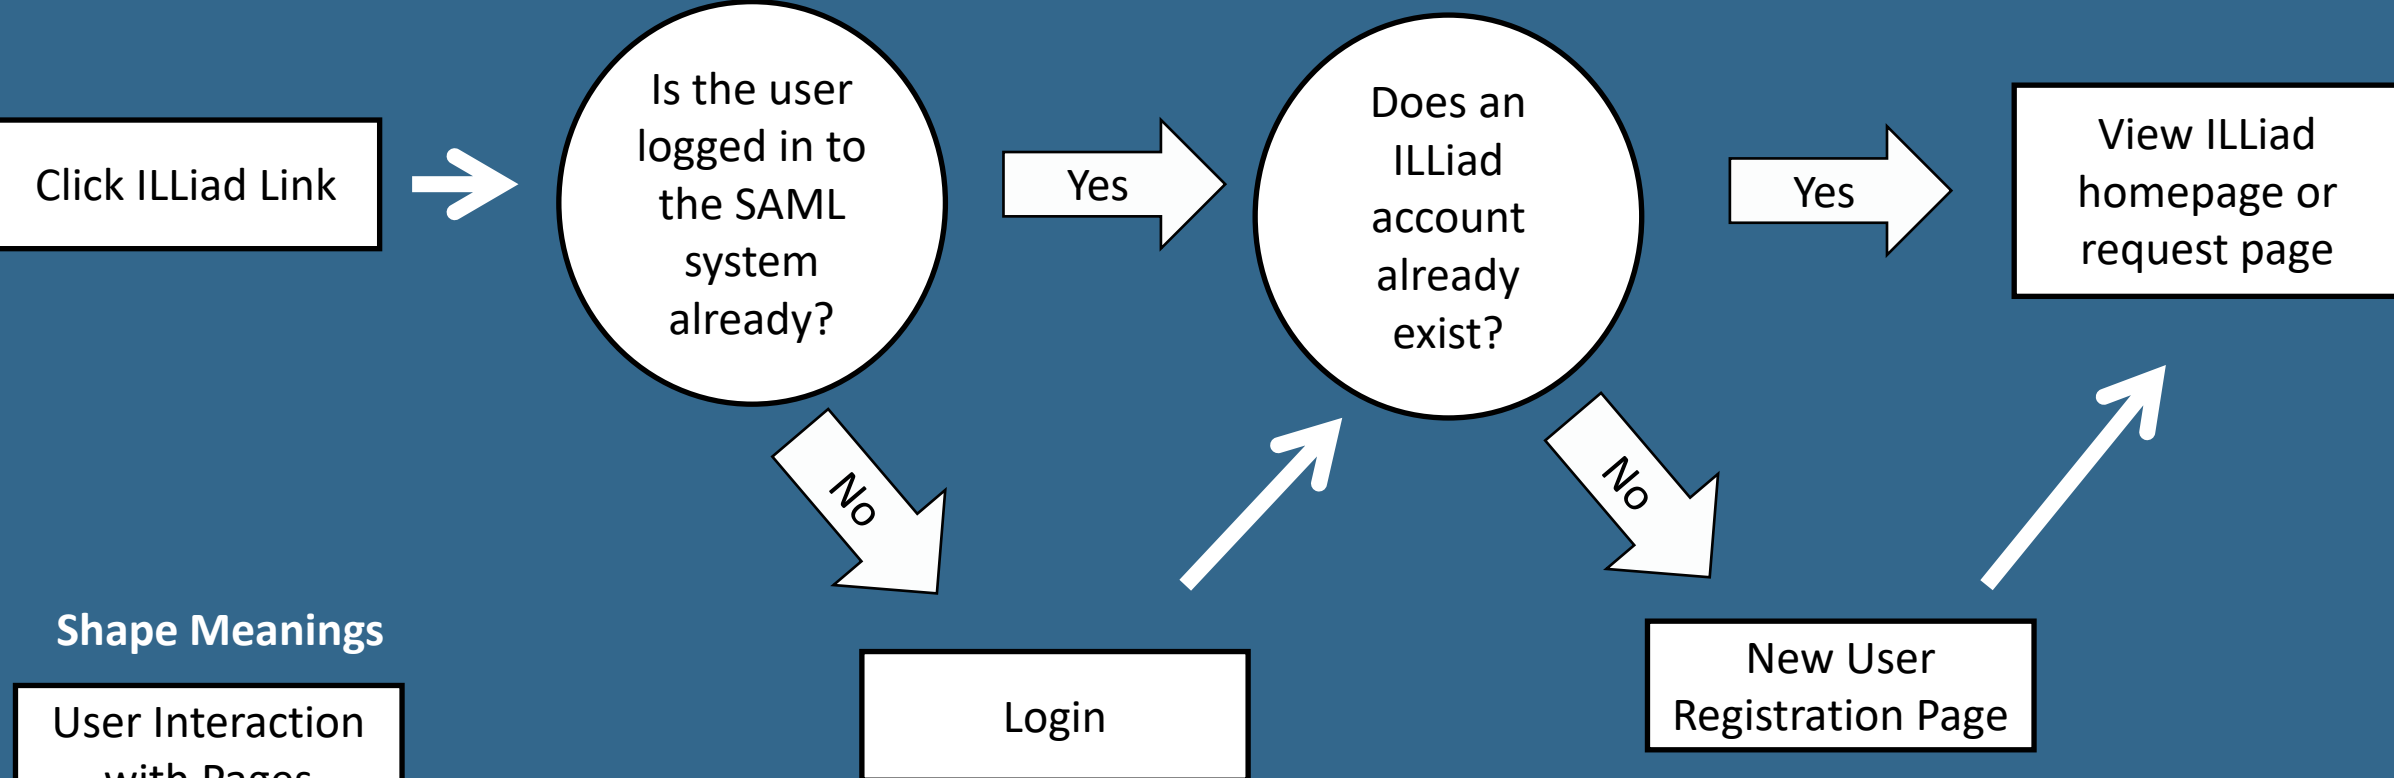 Click ILLiad Link
Is the user
logged in to
the SAML
system
already?
Yes
Does an
ILLiad
account
already
exist?
Yes
View ILLiad
homepage or
request page
No
No
Shape Meanings
User Interaction
with Pages
Login
New User
Registration Page